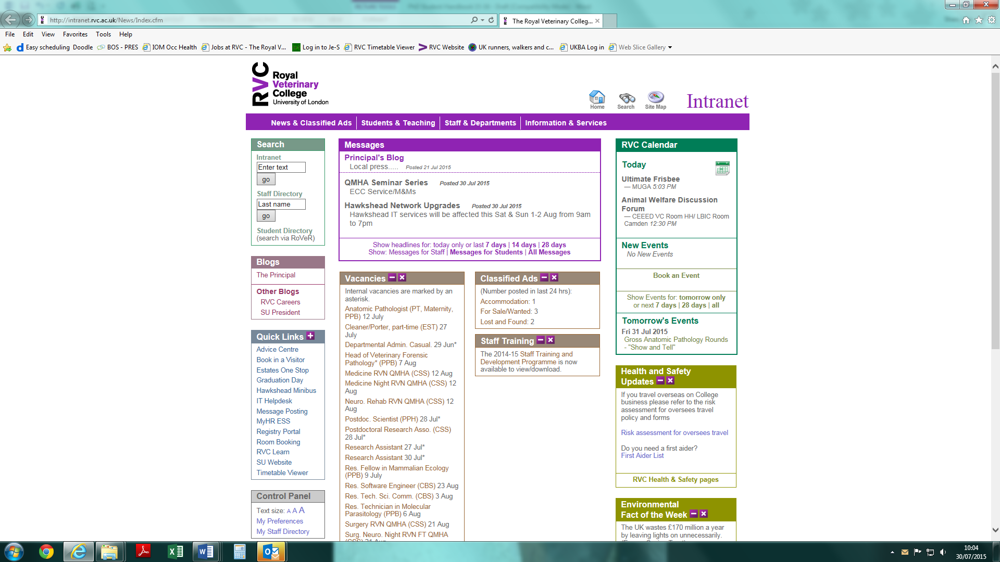 http://intranet.rvc.ac.uk/News/Index.cfm
The Royal Veterinary Colleg...
File Edit View Favorites Tools Help
Easy scheduling Doodle BOS - PRES IOM Occ Health Jobs at RVC - The Royal V... Log in to Je-S RVC Timetable Viewer RVC Website UK runners, walkers and c... UKBA Log in Web Slice Gallery
RVC
Royal
Veterinary
College
University of London
Home Search Site Map
Intranet
News & Classified Ads Students & Teaching Staff & Departments Information & Services
Search
Intranet
Enter text
go
Staff Directory
Last name
go
Student Directory
(search via RoVeR)
Blogs
The Principal
Other Blogs
RVC Careers
SU President
Quick Links
Advice Centre
Book in a Visitor
Estates One Stop
Graduation Day
Hawkshead Minibus
IT Helpdesk
Message Posting
MyHR ESS
Registry Portal
Room Booking
RVC Learn
SU Website
Timetable Viewer
Control Panel
Text size: A A A
My Preferences
My Staff Directory
Messages
Principal's Blog
Local press..... Posted 21 Jul 2015
QMHA Seminar Series Posted 30 Jul 2015
ECC Service/M&Ms
Hawkshead Network Upgrades Posted 30 Jul 2015
Hawkshead IT services will be affected this Sat & Sun 1-2 Aug from 9am
to 7pm
Show headlines for: today only or last 7 days | 14 days | 28 days
Show: Messages for Staff | Messages for Students | All Messages
Vacancies
Internal vacancies are marked by an
asterisk.
Anatomic Pathologist (PT, Maternity,
PPB) 12 July
Cleaner/Porter, part-time (EST) 27
July
Departmental Admin. Casual. 29 Jun*
Head of Veterinary Forensic
Pathology* (PPB) 7 Aug
Medicine RVN QMHA (CSS) 12 Aug
Medicine Night RVN QMHA (CSS) 12
Aug
Neuro. Rehab RVN QMHA (CSS) 12
Aug
Postdoc. Scientist (PPH) 28 Jul*
Postdoctoral Research Asso. (CSS)
28 Jul*
Research Assistant 27 Jul*
Research Assistant 30 Jul*
Res. Fellow in Mammalian Ecology
(PPB) 9 July
Res. Software Engineer (CBS) 23 Aug
Res. Tech. Sci. Comm. (CBS) 3 Aug
Res. Technician in Molecular
Parasitology (PPB) 6 Aug
Surgery RVN QMHA (CSS) 21 Aug
Surg. Neuro. Night RVN FT QMHA
Classified Ads
(Number posted in last 24 hrs):
Accommodation: 1
For Sale/Wanted: 3
Lost and Found: 2
Staff Training
The 2014-15 Staff Training and
Development Programme is now
available to view/download.
RVC Calendar
Today
Ultimate Frisbee
— MUGA 5:03 PM
Animal Welfare Discussion
Forum
— CEEED VC Room HH/ LBIC Room
Camden 12:30 PM
New Events
No New Events
Book an Event
Show Events for: tomorrow only
or next 7 days | 28 days | all
Tomorrow's Events
Fri 31 Jul 2015
Gross Anatomic Pathology Rounds
- "Show and Tell"
Health and Safety
Updates
If you travel overseas on College
business please refer to the risk
assessment for oversees travel
policy and forms
Risk assessment for oversees travel
Do you need a first aider?
First Aider List
RVC Health & Safety pages
Environmental
Fact of the Week
The UK wastes £170 million a year
by leaving lights on unnecessarily.
10:04
30/07/2015